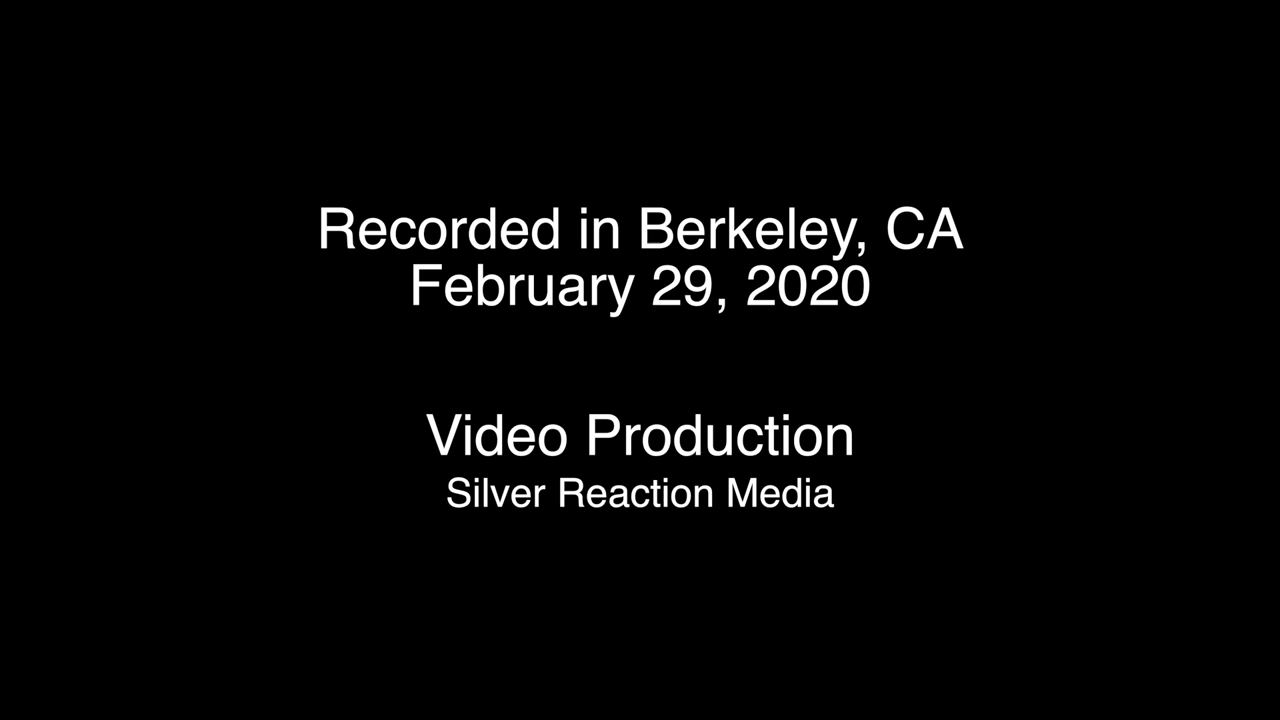 Recorded in Berkeley, CA
February 29, 2020
Video Production
Silver Reaction Media